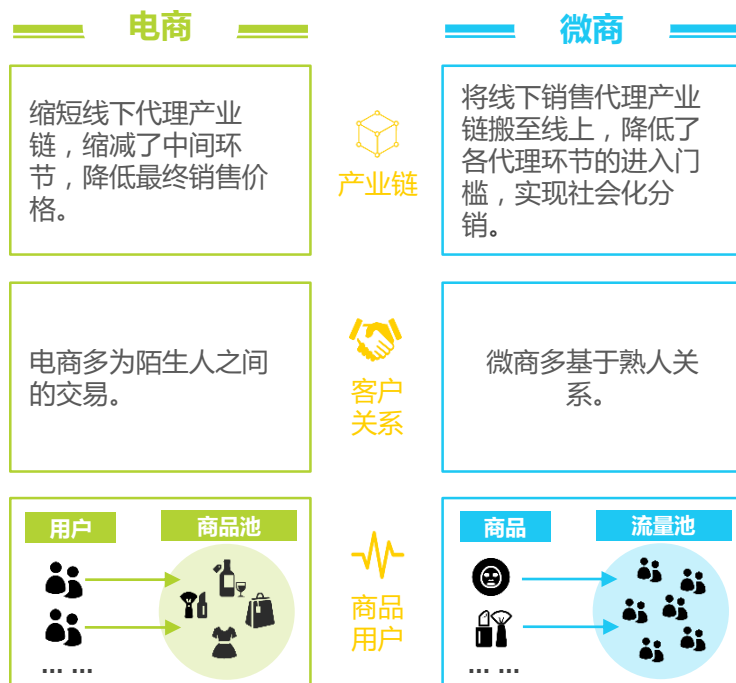 电商
微商
缩短线下代理产业
链，缩减了中间环
节，降低最终销售价
格。
产业链
将线下销售代理产业
链搬至线上，降低了
各代理环节的进入门
槛，实现社会化分
销。
电商多为陌生人之间
的交易。
客户
关系
微商多基于熟人关
系。
用户
商品池
... ...
商品
用户
商品
流量池
... ...